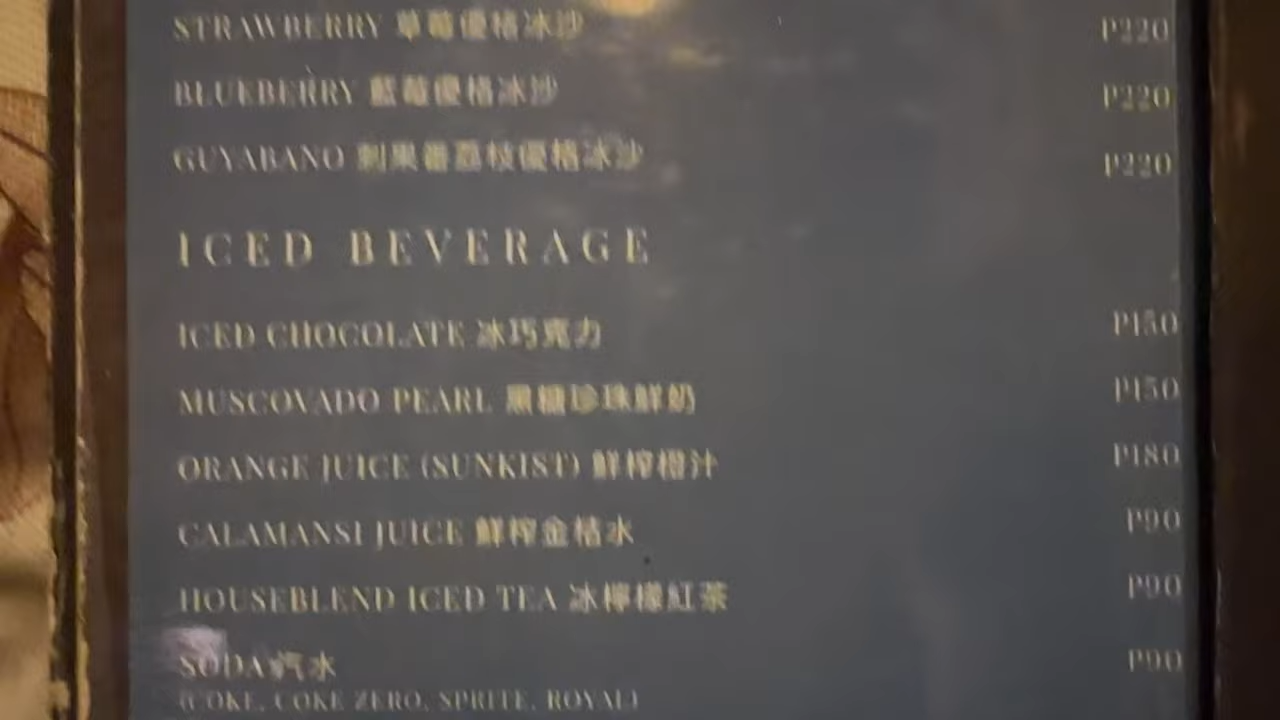 STRAWBERRY 草莓優格冰沙 P220
BLUEBERRY 藍莓優格冰沙 P220
GUYABANO 刺果番荔枝優格冰沙 P220
ICED BEVERAGE
ICED CHOCOLATE 冰巧克力 P150
MUSCOVADO PEARL 黑糖珍珠鮮奶 P150
ORANGE JUICE (SUNKIST) 鮮榨橙汁 P180
CALAMANSI JUICE 鮮榨金桔水 P90
HOUSEBLEND ICED TEA 冰檸檬紅茶 P90
SODA 汽水 P90
(COKE, COKE ZERO, SPRITE, ROYAL)